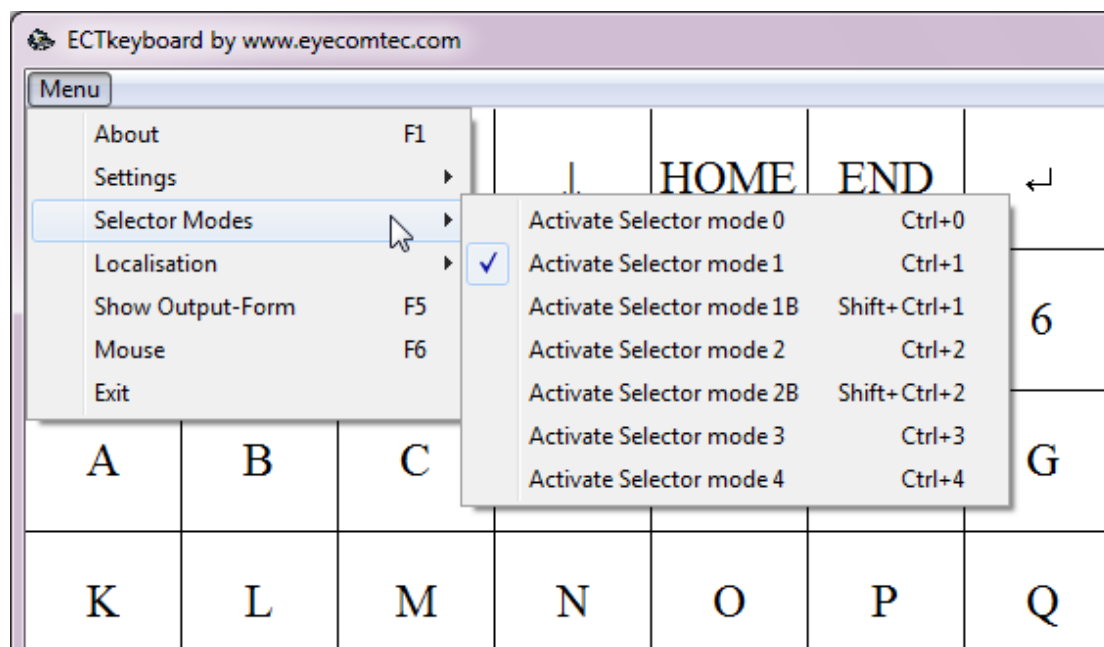 ECTkeyboard by www.eyecomtec.com
Menu
About F1
Settings
Selector Modes
Localisation
Show Output-Form F5
Mouse F6
Exit
↓ HOME END ↵
Activate Selector mode 0 Ctrl+0
Activate Selector mode 1 Ctrl+1
Activate Selector mode 1B Shift+Ctrl+1
Activate Selector mode 2 Ctrl+2
Activate Selector mode 2B Shift+Ctrl+2
Activate Selector mode 3 Ctrl+3
Activate Selector mode 4 Ctrl+4
6
A B C G
K L M N O P Q